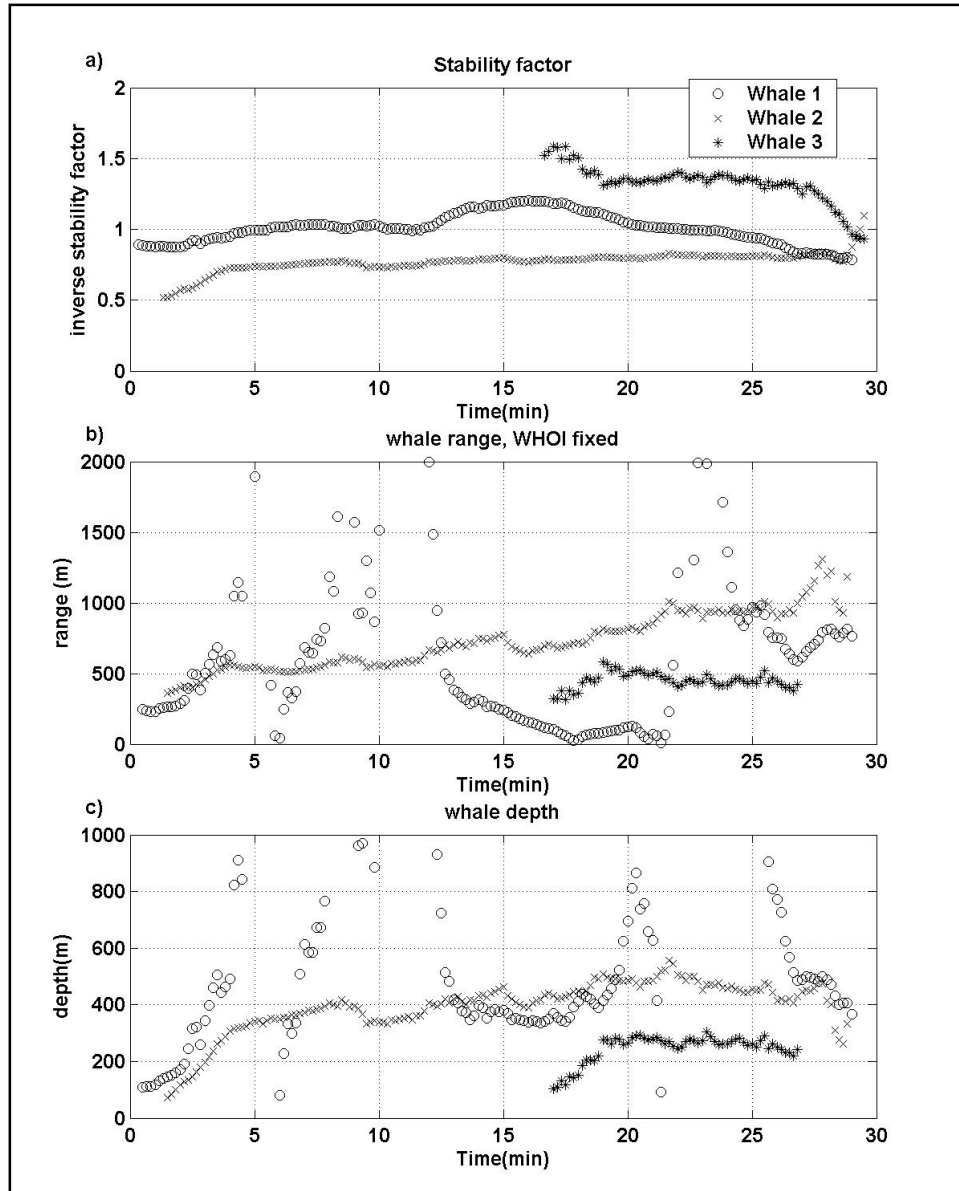 a)
Stability factor
Whale 1
Whale 2
Whale 3
inverse stability factor
2
1.5
1
0.5
0
0 5 10 15 20 25 30
Time(min)
b)
whale range, WHOI fixed
range (m)
2000
1500
1000
500
0
0 5 10 15 20 25 30
Time(min)
c)
whale depth
depth(m)
1000
800
600
400
200
0
0 5 10 15 20 25 30
Time(min)